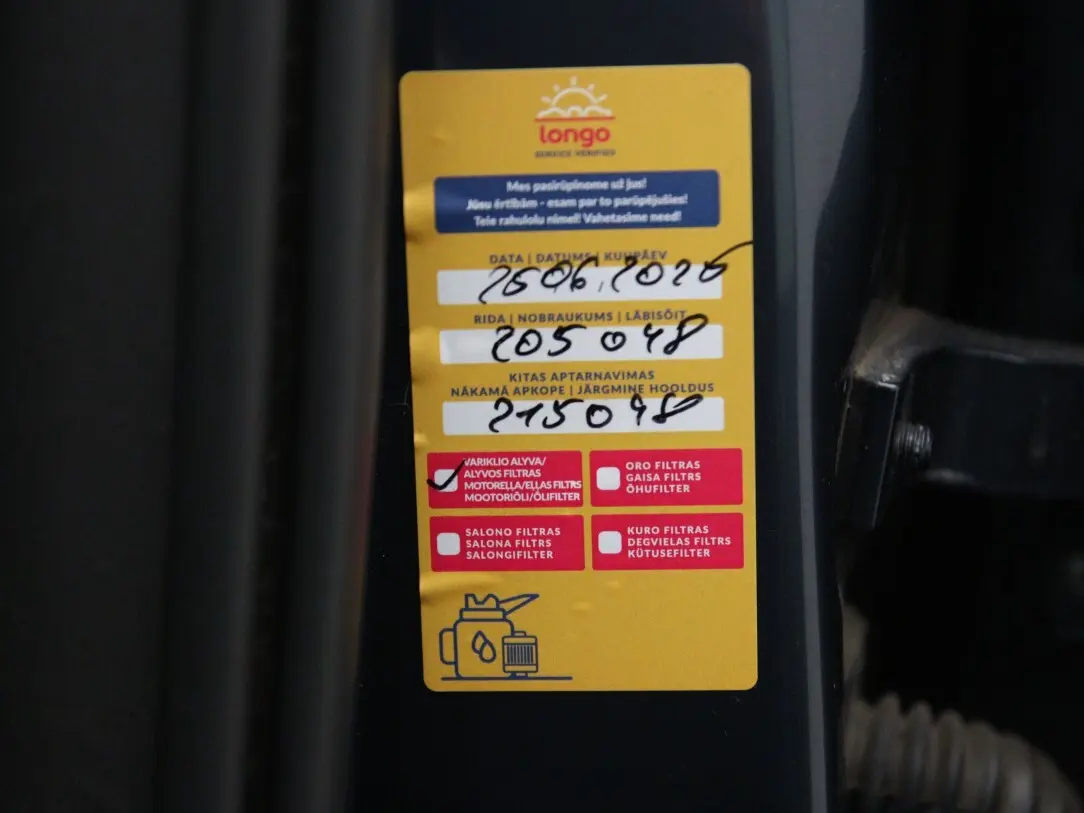 longo
SERVICE VERIFIED
Mes pasirūpinome už jus!
Jūsu ērtībām - esam par to parūpējušies!
Teie rahulolu nimel! Vahetasime need!
DATA | DATUMS | KUUPÄEV
25 06.2025
RIDA | NOBRAUKUMS | LÄBISÕIT
205 048
KITAS APTARNAVIMAS
NĀKAMĀ APKOPE | JÄRGMINE HOOLDUS
215048
VARIKLIO ALYVA/
ALYVOS FILTRAS
MOTOREĻĻA/EĻĻAS FILTRS
MOOTORIÕLI/ÕLIFILTER
ORO FILTRAS
GAISA FILTRS
ÕHUFILTER
SALONO FILTRAS
SALONA FILTRS
SALONGIFILTER
KURO FILTRAS
DEGVIELAS FILTRS
KÜTUSEFILTER